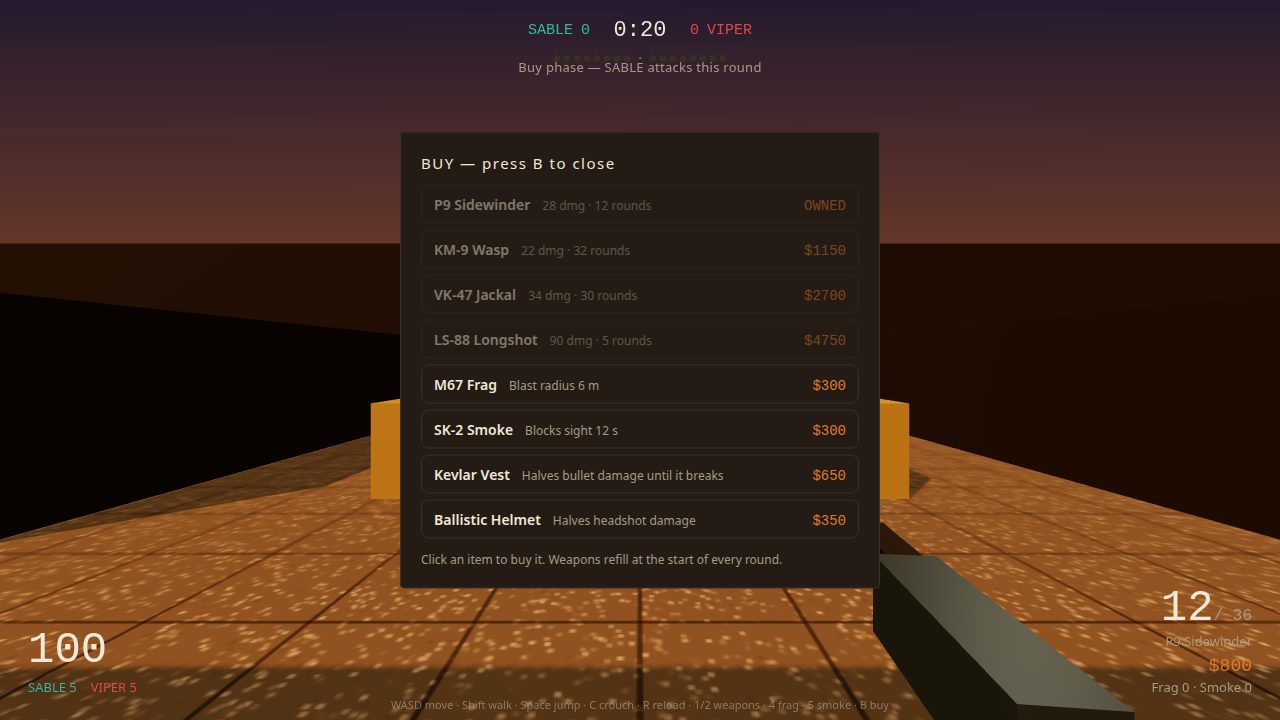 SABLE 0 0:20 0 VIPER
Buy phase — SABLE attacks this round
BUY — press B to close
P9 Sidewinder 28 dmg · 12 rounds OWNED
KM-9 Wasp 22 dmg · 32 rounds $1150
VK-47 Jackal 34 dmg · 30 rounds $2700
LS-88 Longshot 90 dmg · 5 rounds $4750
M67 Frag Blast radius 6 m $300
SK-2 Smoke Blocks sight 12 s $300
Kevlar Vest Halves bullet damage until it breaks $650
Ballistic Helmet Halves headshot damage $350
Click an item to buy it. Weapons refill at the start of every round.
12 / 36
P9 Sidewinder
$800
Frag 0 · Smoke 0
100
SABLE 5 VIPER 5
WASD move · Shift walk · Space jump · C crouch · R reload · 1/2 weapons · 4 frag · 5 smoke · B buy